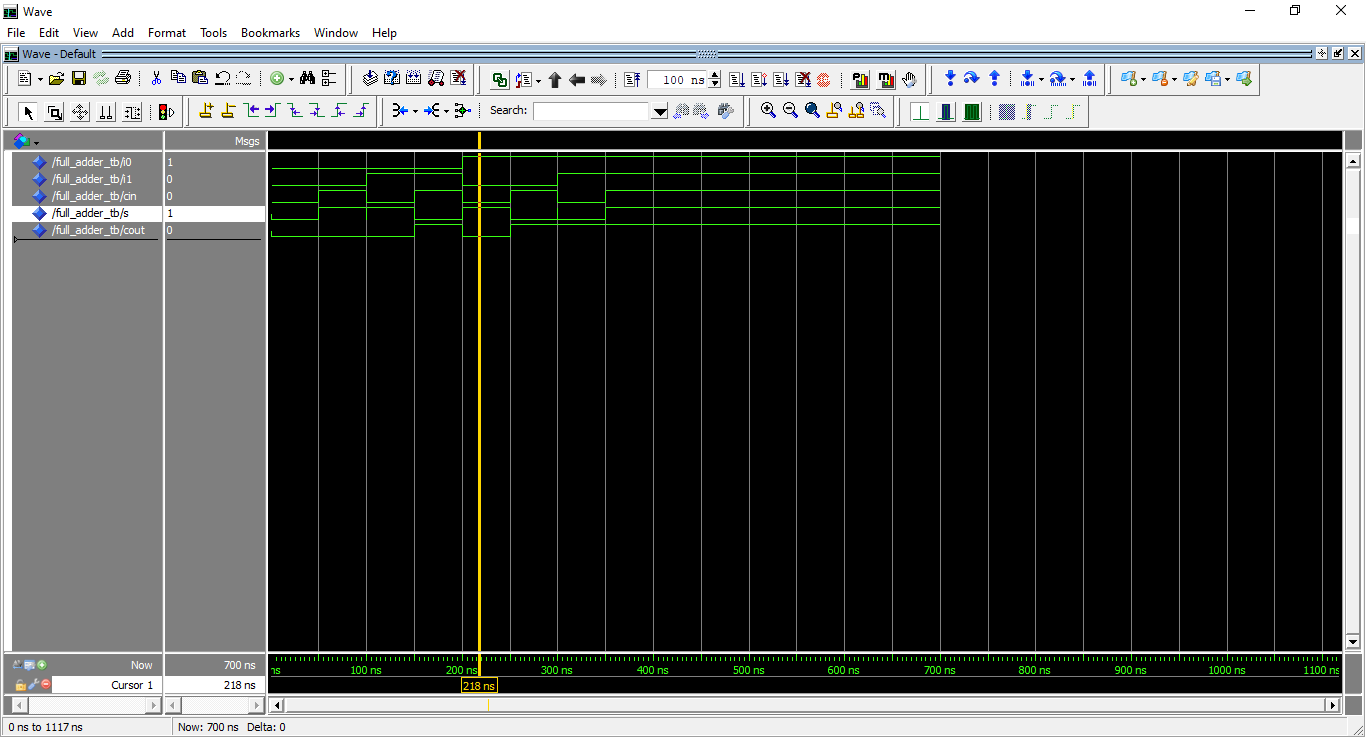 Wave
File Edit View Add Format Tools Bookmarks Window Help
Wave - Default
100 ns
Search:
Msgs
/full_adder_tb/i0 1
/full_adder_tb/i1 0
/full_adder_tb/cin 0
/full_adder_tb/s 1
/full_adder_tb/cout 0
Now 700 ns
ns 100 ns 200 ns 300 ns 400 ns 500 ns 600 ns 700 ns 800 ns 900 ns 1000 ns 1100 ns
Cursor 1 218 ns
218 ns
0 ns to 1117 ns Now: 700 ns Delta: 0